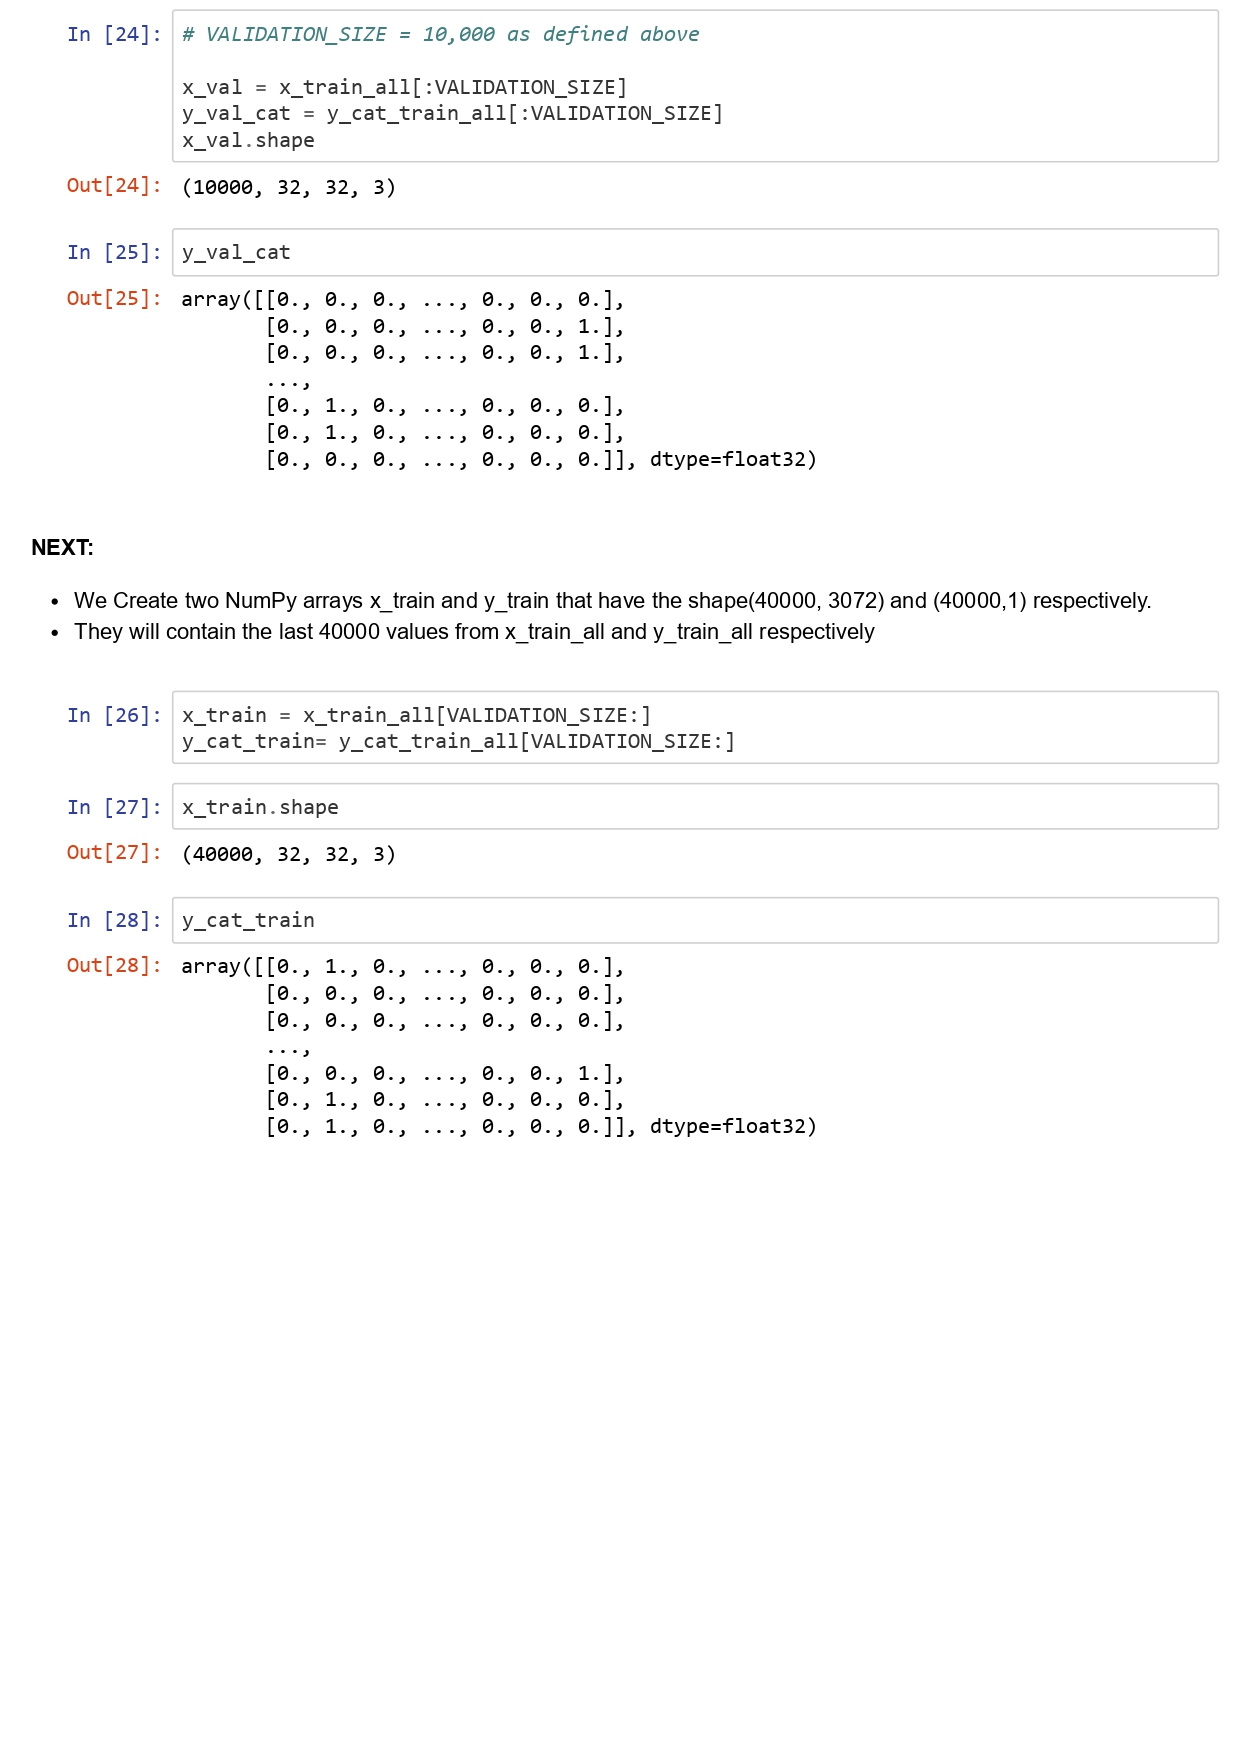 In [24]: # VALIDATION_SIZE = 10,000 as defined above
x_val = x_train_all[:VALIDATION_SIZE]
y_val_cat = y_cat_train_all[:VALIDATION_SIZE]
x_val.shape
Out[24]: (10000, 32, 32, 3)
In [25]: y_val_cat
Out[25]: array([[0., 0., 0., ..., 0., 0., 0.],
[0., 0., 0., ..., 0., 0., 1.],
[0., 0., 0., ..., 0., 0., 1.],
...,
[0., 1., 0., ..., 0., 0., 0.],
[0., 1., 0., ..., 0., 0., 0.],
[0., 0., 0., ..., 0., 0., 0.]], dtype=float32)
NEXT:
• We Create two NumPy arrays x_train and y_train that have the shape(40000, 3072) and (40000,1) respectively.
• They will contain the last 40000 values from x_train_all and y_train_all respectively
In [26]: x_train = x_train_all[VALIDATION_SIZE:]
y_cat_train= y_cat_train_all[VALIDATION_SIZE:]
In [27]: x_train.shape
Out[27]: (40000, 32, 32, 3)
In [28]: y_cat_train
Out[28]: array([[0., 1., 0., ..., 0., 0., 0.],
[0., 0., 0., ..., 0., 0., 0.],
[0., 0., 0., ..., 0., 0., 0.],
...,
[0., 0., 0., ..., 0., 0., 1.],
[0., 1., 0., ..., 0., 0., 0.],
[0., 1., 0., ..., 0., 0., 0.]], dtype=float32)